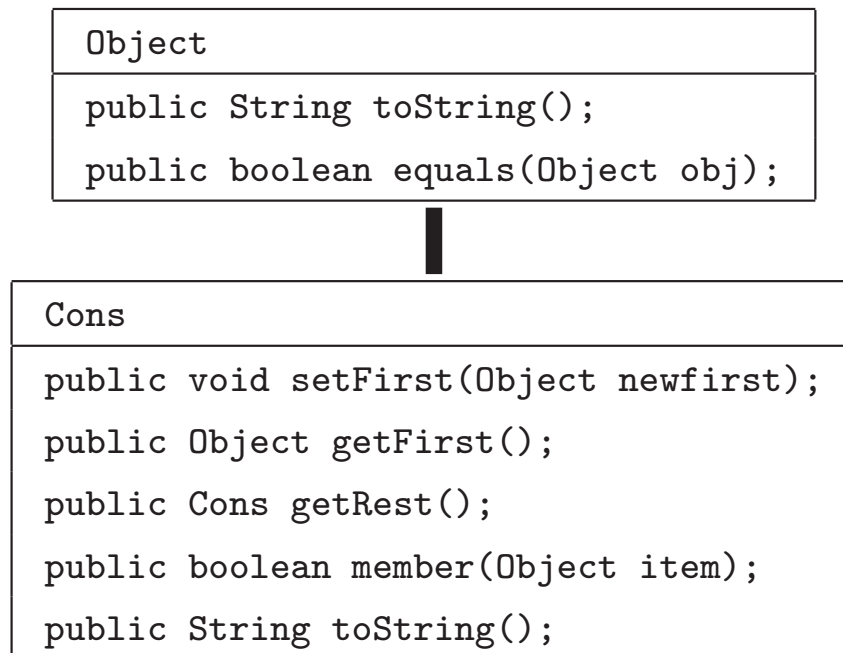 Object
public String toString();
public boolean equals(Object obj);
Cons
public void setFirst(Object newfirst);
public Object getFirst();
public Cons getRest();
public boolean member(Object item);
public String toString();